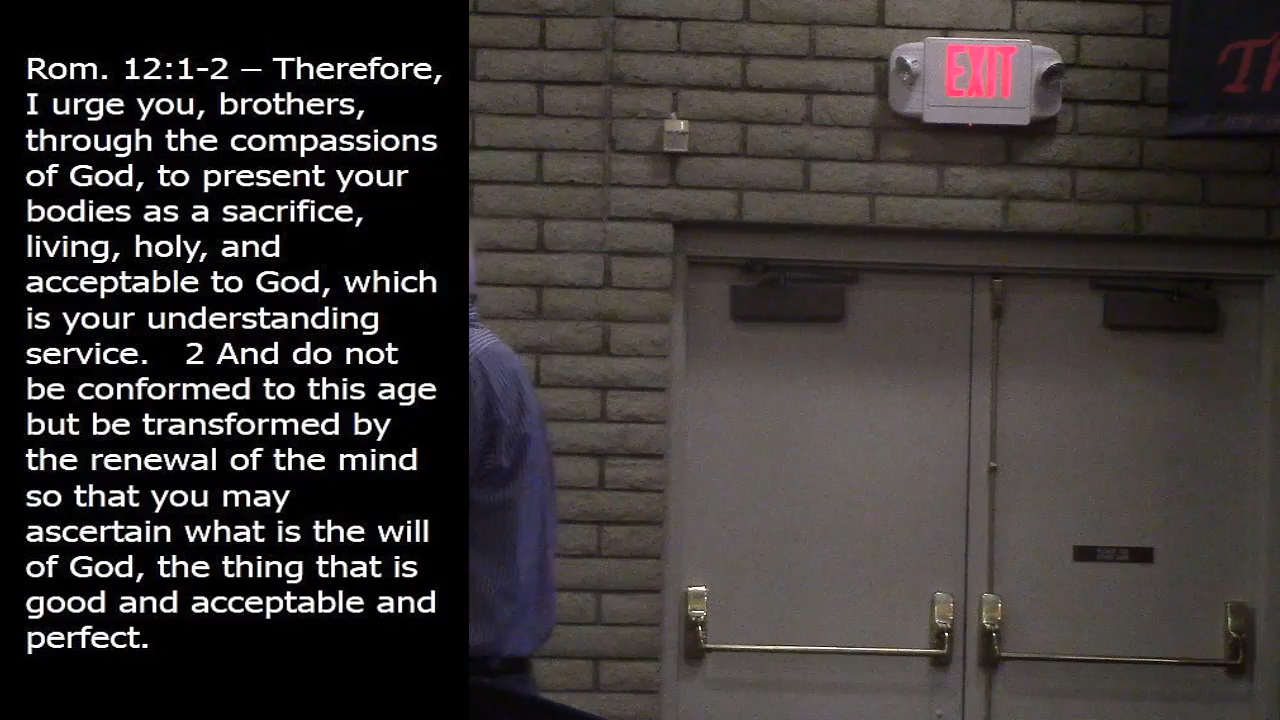 Rom. 12:1-2 – Therefore,
I urge you, brothers,
through the compassions
of God, to present your
bodies as a sacrifice,
living, holy, and
acceptable to God, which
is your understanding
service.   2 And do not
be conformed to this age
but be transformed by
the renewal of the mind
so that you may
ascertain what is the will
of God, the thing that is
good and acceptable and
perfect.
EXIT